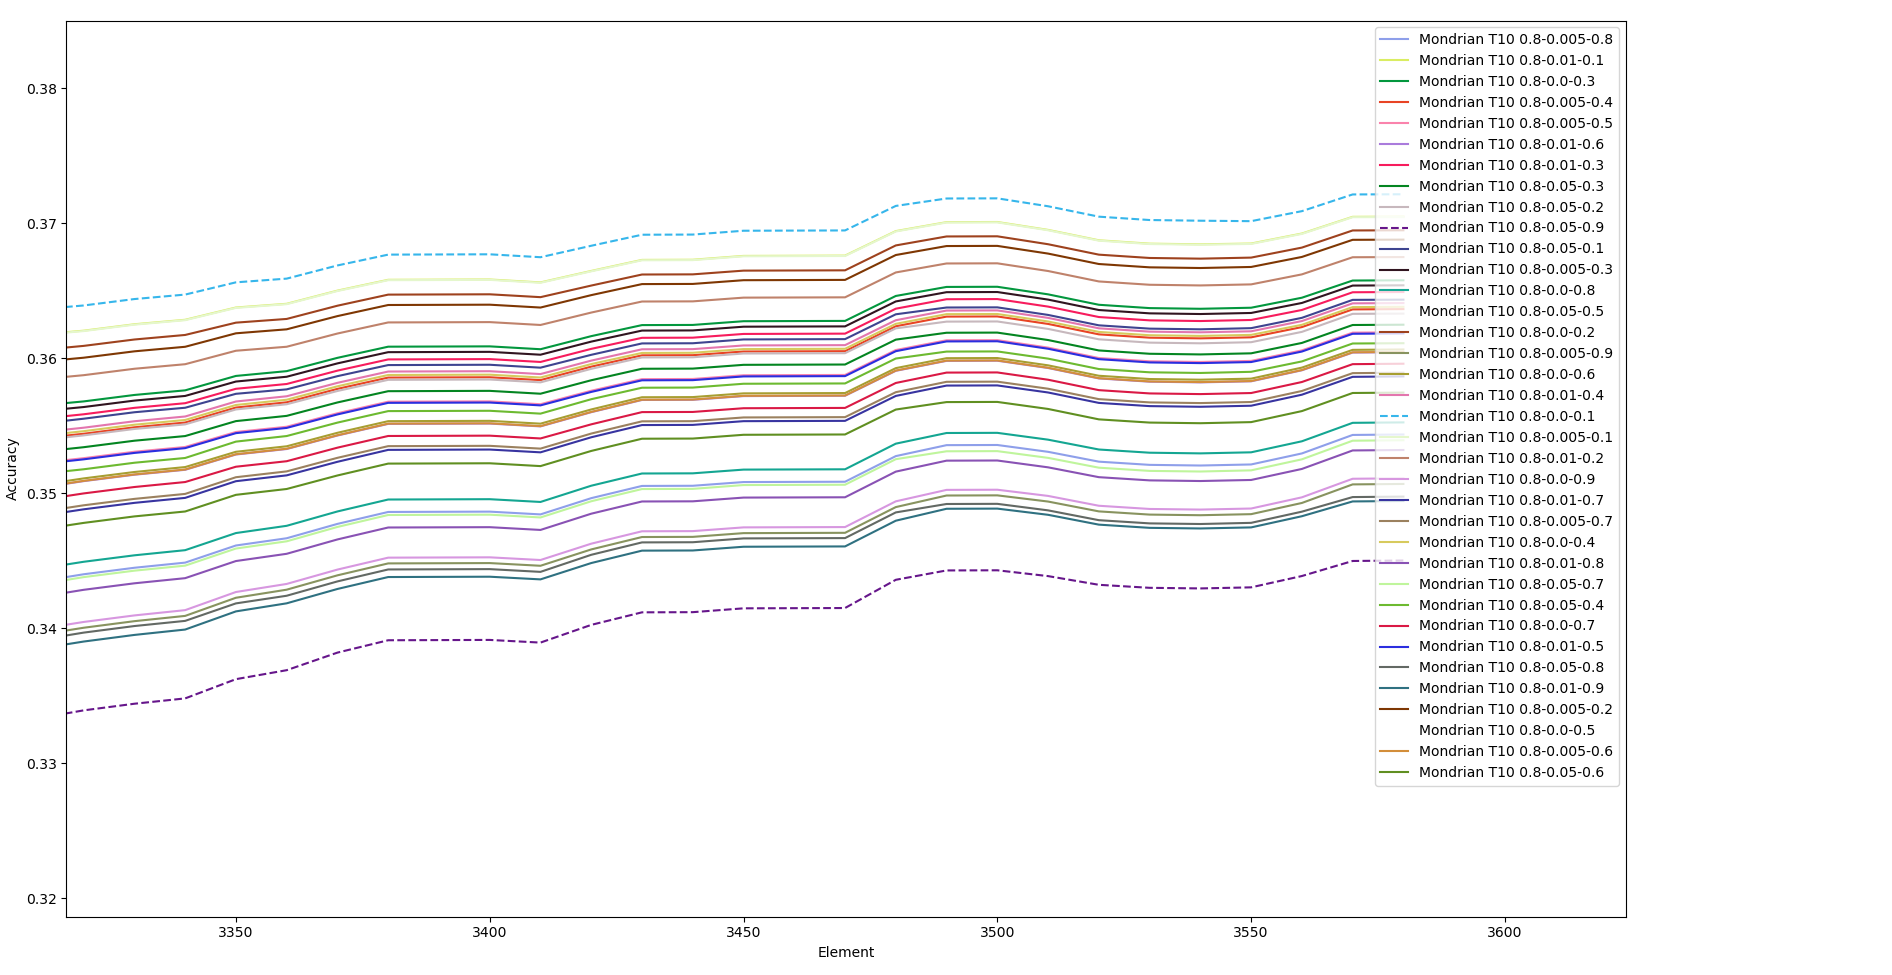 0.38
0.37
0.36
0.35
0.34
0.33
0.32
Accuracy
3350
3400
3450
3500
3550
3600
Element
Mondrian T10 0.8-0.005-0.8
Mondrian T10 0.8-0.01-0.1
Mondrian T10 0.8-0.0-0.3
Mondrian T10 0.8-0.005-0.4
Mondrian T10 0.8-0.005-0.5
Mondrian T10 0.8-0.01-0.6
Mondrian T10 0.8-0.01-0.3
Mondrian T10 0.8-0.05-0.3
Mondrian T10 0.8-0.05-0.2
Mondrian T10 0.8-0.05-0.9
Mondrian T10 0.8-0.05-0.1
Mondrian T10 0.8-0.005-0.3
Mondrian T10 0.8-0.0-0.8
Mondrian T10 0.8-0.05-0.5
Mondrian T10 0.8-0.0-0.2
Mondrian T10 0.8-0.005-0.9
Mondrian T10 0.8-0.0-0.6
Mondrian T10 0.8-0.01-0.4
Mondrian T10 0.8-0.0-0.1
Mondrian T10 0.8-0.005-0.1
Mondrian T10 0.8-0.01-0.2
Mondrian T10 0.8-0.0-0.9
Mondrian T10 0.8-0.01-0.7
Mondrian T10 0.8-0.005-0.7
Mondrian T10 0.8-0.0-0.4
Mondrian T10 0.8-0.01-0.8
Mondrian T10 0.8-0.05-0.7
Mondrian T10 0.8-0.05-0.4
Mondrian T10 0.8-0.0-0.7
Mondrian T10 0.8-0.01-0.5
Mondrian T10 0.8-0.05-0.8
Mondrian T10 0.8-0.01-0.9
Mondrian T10 0.8-0.005-0.2
Mondrian T10 0.8-0.0-0.5
Mondrian T10 0.8-0.005-0.6
Mondrian T10 0.8-0.05-0.6